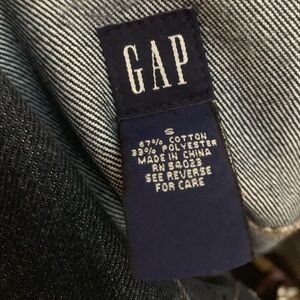 GAP
S
67% COTTON
33% POLYESTER
MADE IN CHINA
RN 54023
SEE REVERSE
FOR CARE